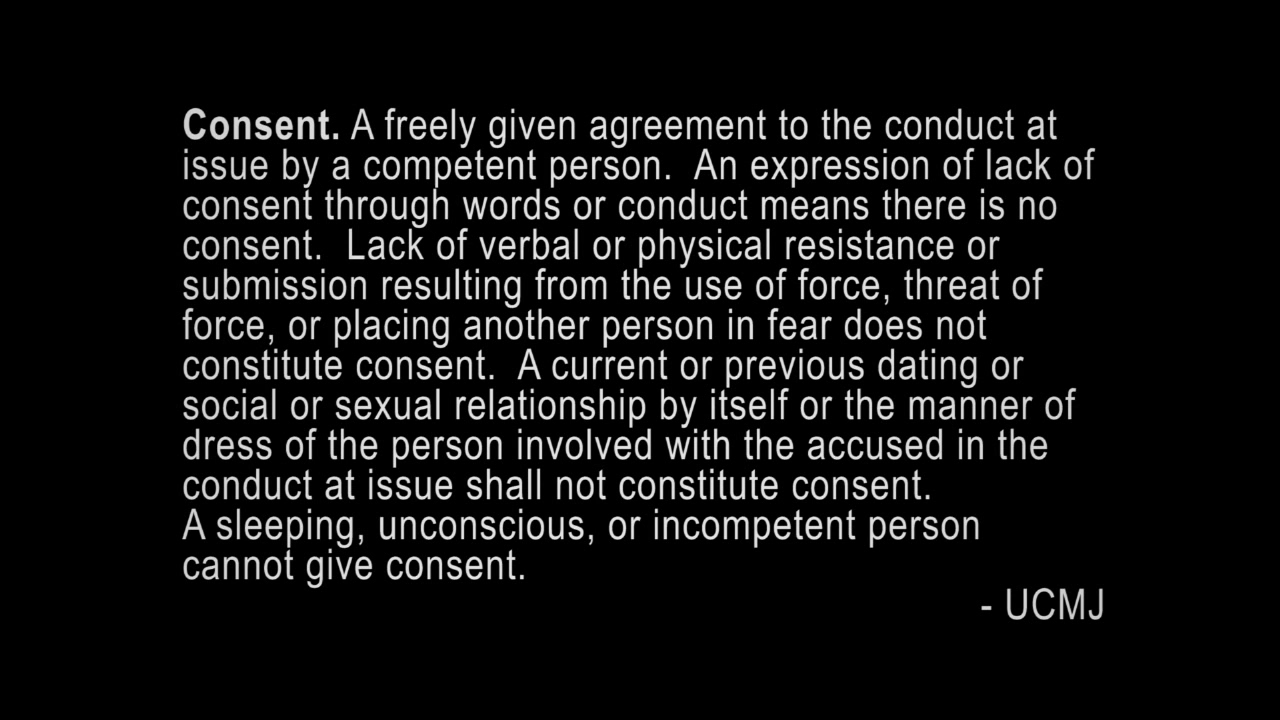 Consent. A freely given agreement to the conduct at
issue by a competent person.  An expression of lack of
consent through words or conduct means there is no
consent.  Lack of verbal or physical resistance or
submission resulting from the use of force, threat of
force, or placing another person in fear does not
constitute consent.  A current or previous dating or
social or sexual relationship by itself or the manner of
dress of the person involved with the accused in the
conduct at issue shall not constitute consent.
A sleeping, unconscious, or incompetent person
cannot give consent.
- UCMJ